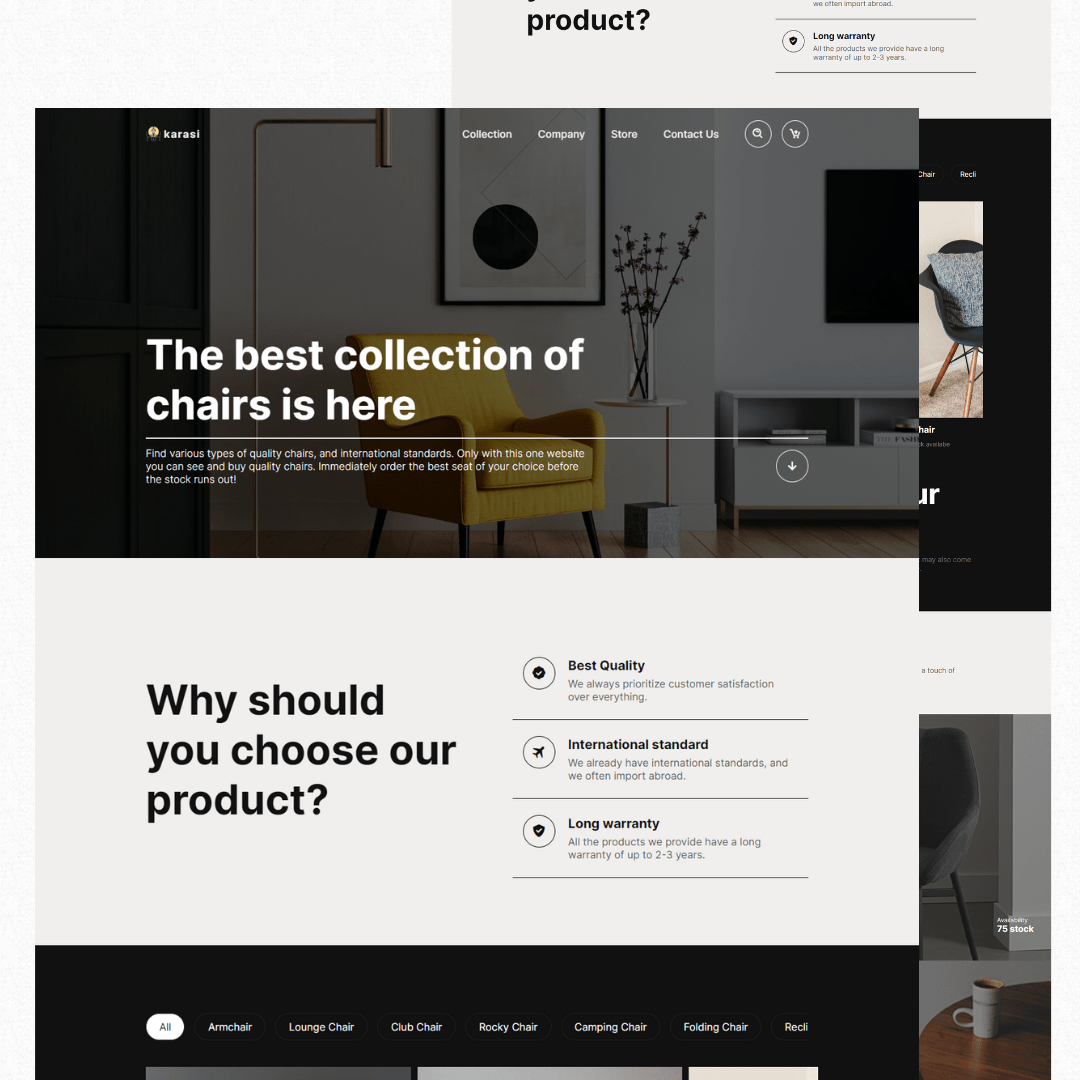 product?
we often import abroad.
Long warranty
All the products we provide have a long
warranty of up to 2-3 years.
karasi
Collection
Company
Store
Contact Us
The best collection of
chairs is here
Find various types of quality chairs, and international standards. Only with this one website
you can see and buy quality chairs. Immediately order the best seat of your choice before
the stock runs out!
Why should
you choose our
product?
Best Quality
We always prioritize customer satisfaction
over everything.
International standard
We already have international standards, and
we often import abroad.
Long warranty
All the products we provide have a long
warranty of up to 2-3 years.
All
Armchair
Lounge Chair
Club Chair
Rocky Chair
Camping Chair
Folding Chair
Recli
Chair
Recli
hair
ck availabe
ur
may also come
a touch of
Availability
75 stock